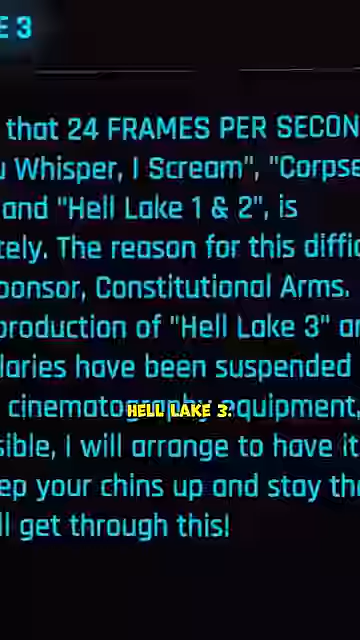 E 3
that 24 FRAMES PER SECON
u Whisper, I Scream", "Corpse
and "Hell Lake 1 & 2", is
tely. The reason for this diffic
ponsor, Constitutional Arms.
production of "Hell Lake 3" an
laries have been suspended
cinematography equipment,
HELL LAKE 3.
sible, I will arrange to have it
ep your chins up and stay the
ll get through this!